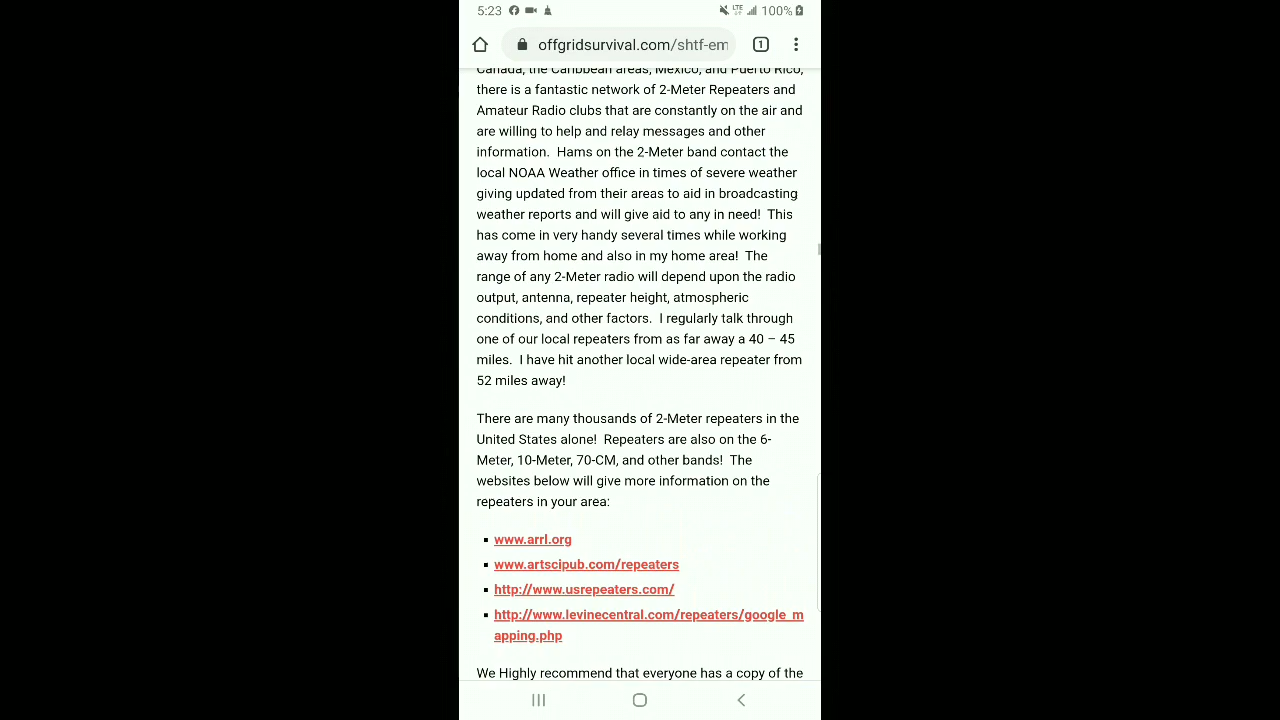 5:23 LTE 100%
offgridsurvival.com/shtf-em 1
Canada, the Caribbean areas, Mexico, and Puerto Rico,
there is a fantastic network of 2-Meter Repeaters and
Amateur Radio clubs that are constantly on the air and
are willing to help and relay messages and other
information.  Hams on the 2-Meter band contact the
local NOAA Weather office in times of severe weather
giving updated from their areas to aid in broadcasting
weather reports and will give aid to any in need!  This
has come in very handy several times while working
away from home and also in my home area!  The
range of any 2-Meter radio will depend upon the radio
output, antenna, repeater height, atmospheric
conditions, and other factors.  I regularly talk through
one of our local repeaters from as far away a 40 – 45
miles.  I have hit another local wide-area repeater from
52 miles away!
There are many thousands of 2-Meter repeaters in the
United States alone!  Repeaters are also on the 6-
Meter, 10-Meter, 70-CM, and other bands!  The
websites below will give more information on the
repeaters in your area:
www.arrl.org
www.artscipub.com/repeaters
http://www.usrepeaters.com/
http://www.levinecentral.com/repeaters/google_m
apping.php
We Highly recommend that everyone has a copy of the